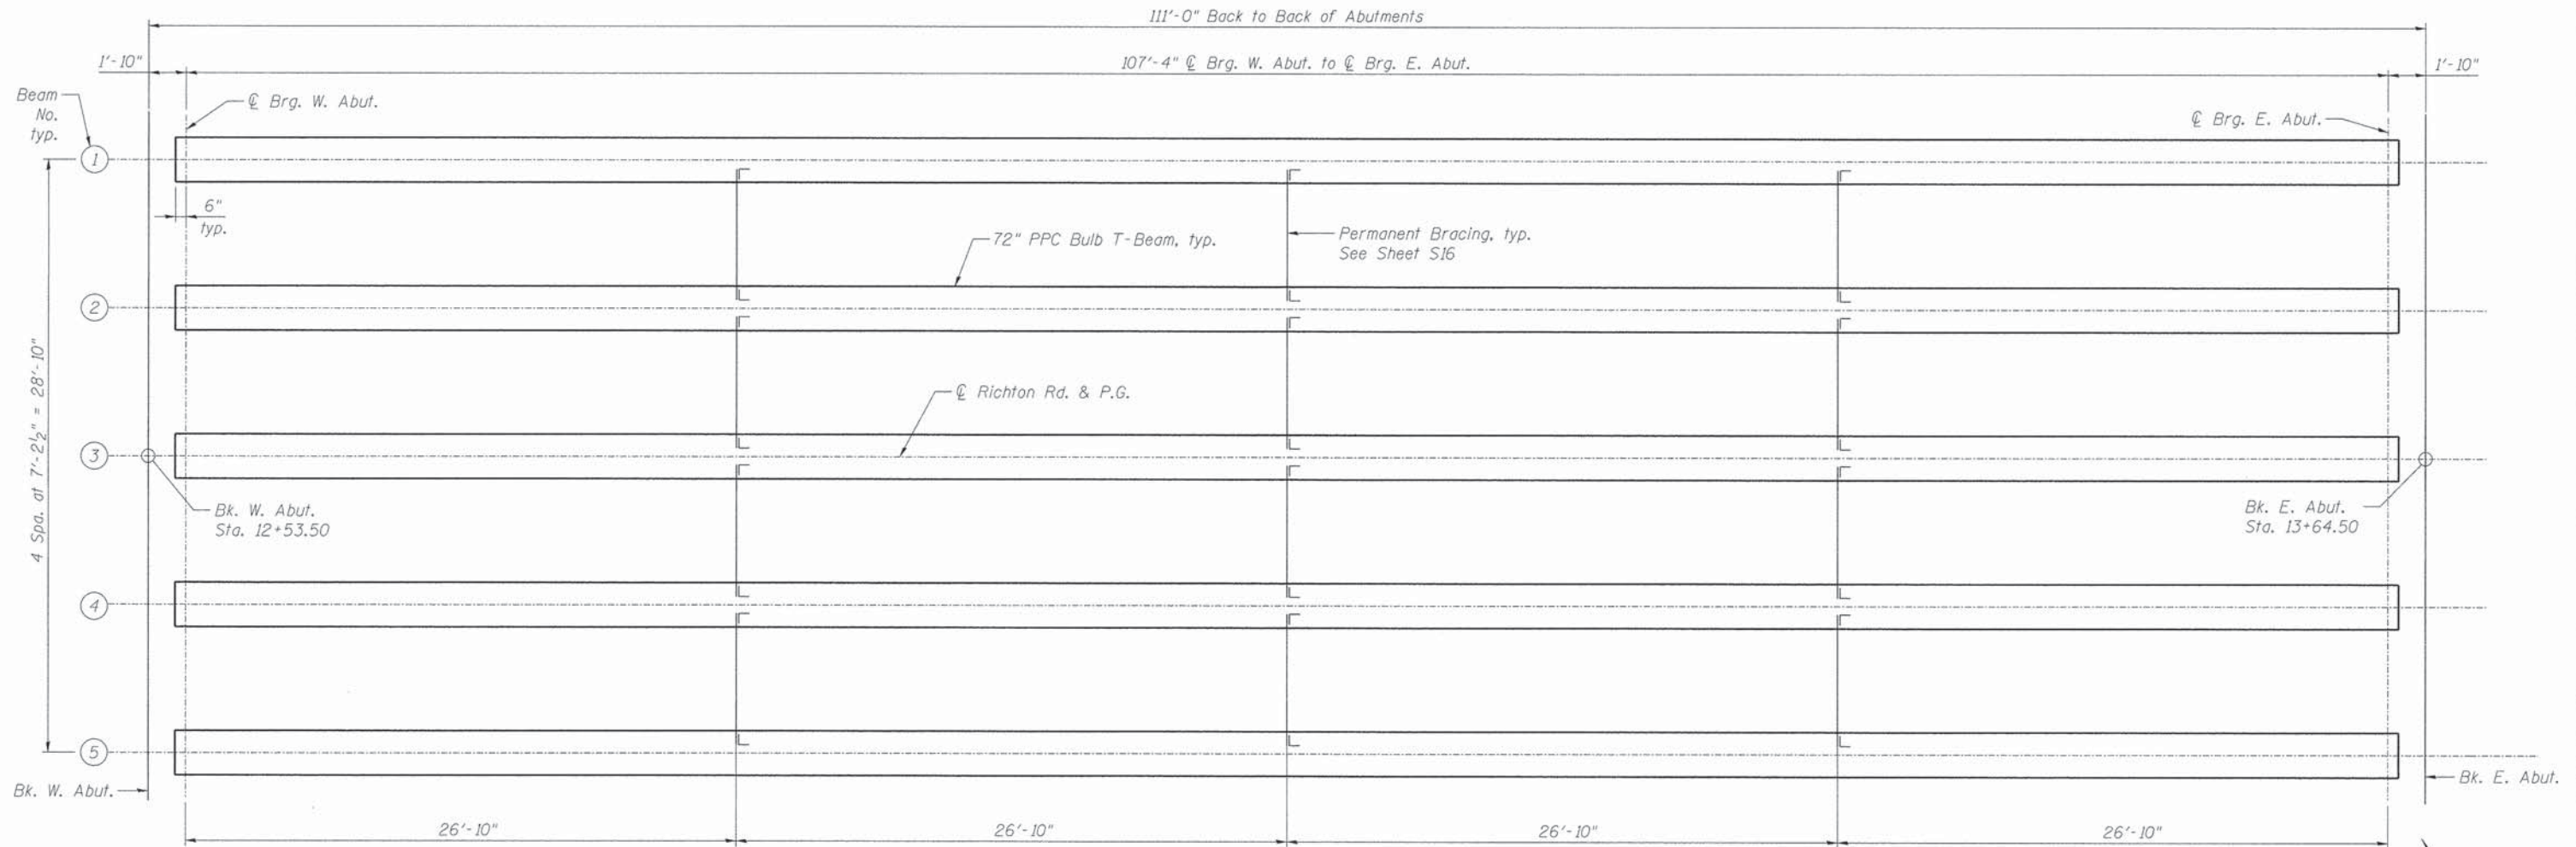 111'-0" Back to Back of Abutments
1'-10"
107'-4" ℄ Brg. W. Abut. to ℄ Brg. E. Abut.
1'-10"
Beam
No.
typ.
℄ Brg. W. Abut.
℄ Brg. E. Abut.
1
6"
typ.
72" PPC Bulb T-Beam, typ.
Permanent Bracing, typ.
See Sheet S16
2
4 Spa. at 7'-2½" = 28'-10"
℄ Richton Rd. & P.G.
3
Bk. W. Abut.
Sta. 12+53.50
Bk. E. Abut.
Sta. 13+64.50
4
5
Bk. W. Abut.
Bk. E. Abut.
26'-10"
26'-10"
26'-10"
26'-10"